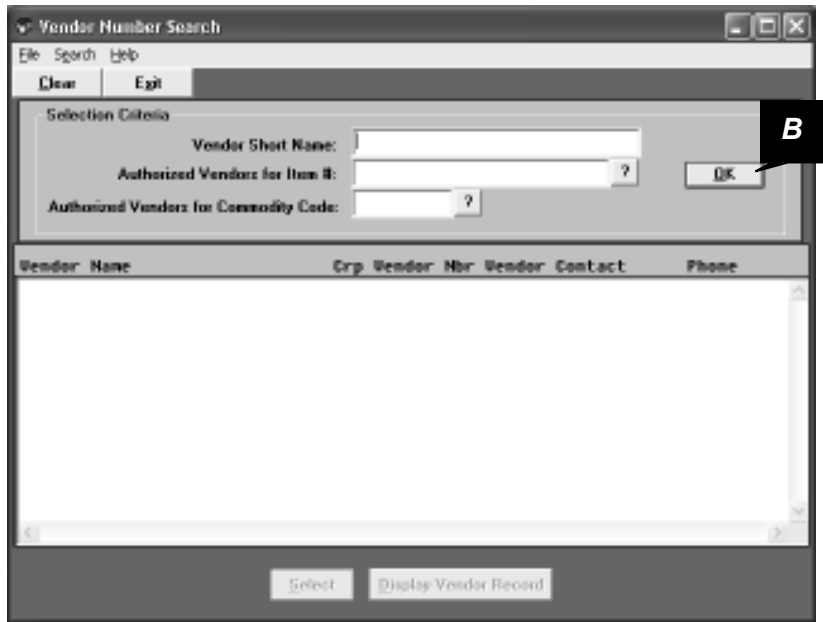 Vendor Number Search
File Search Help
Clear Exit
Selection Criteria
B
Vendor Short Name:
Authorized Vendors for Item #: ?
OK
Authorized Vendors for Commodity Code: ?
Vendor Name Crp Vendor Nbr Vendor Contact Phone
Select Display Vendor Record